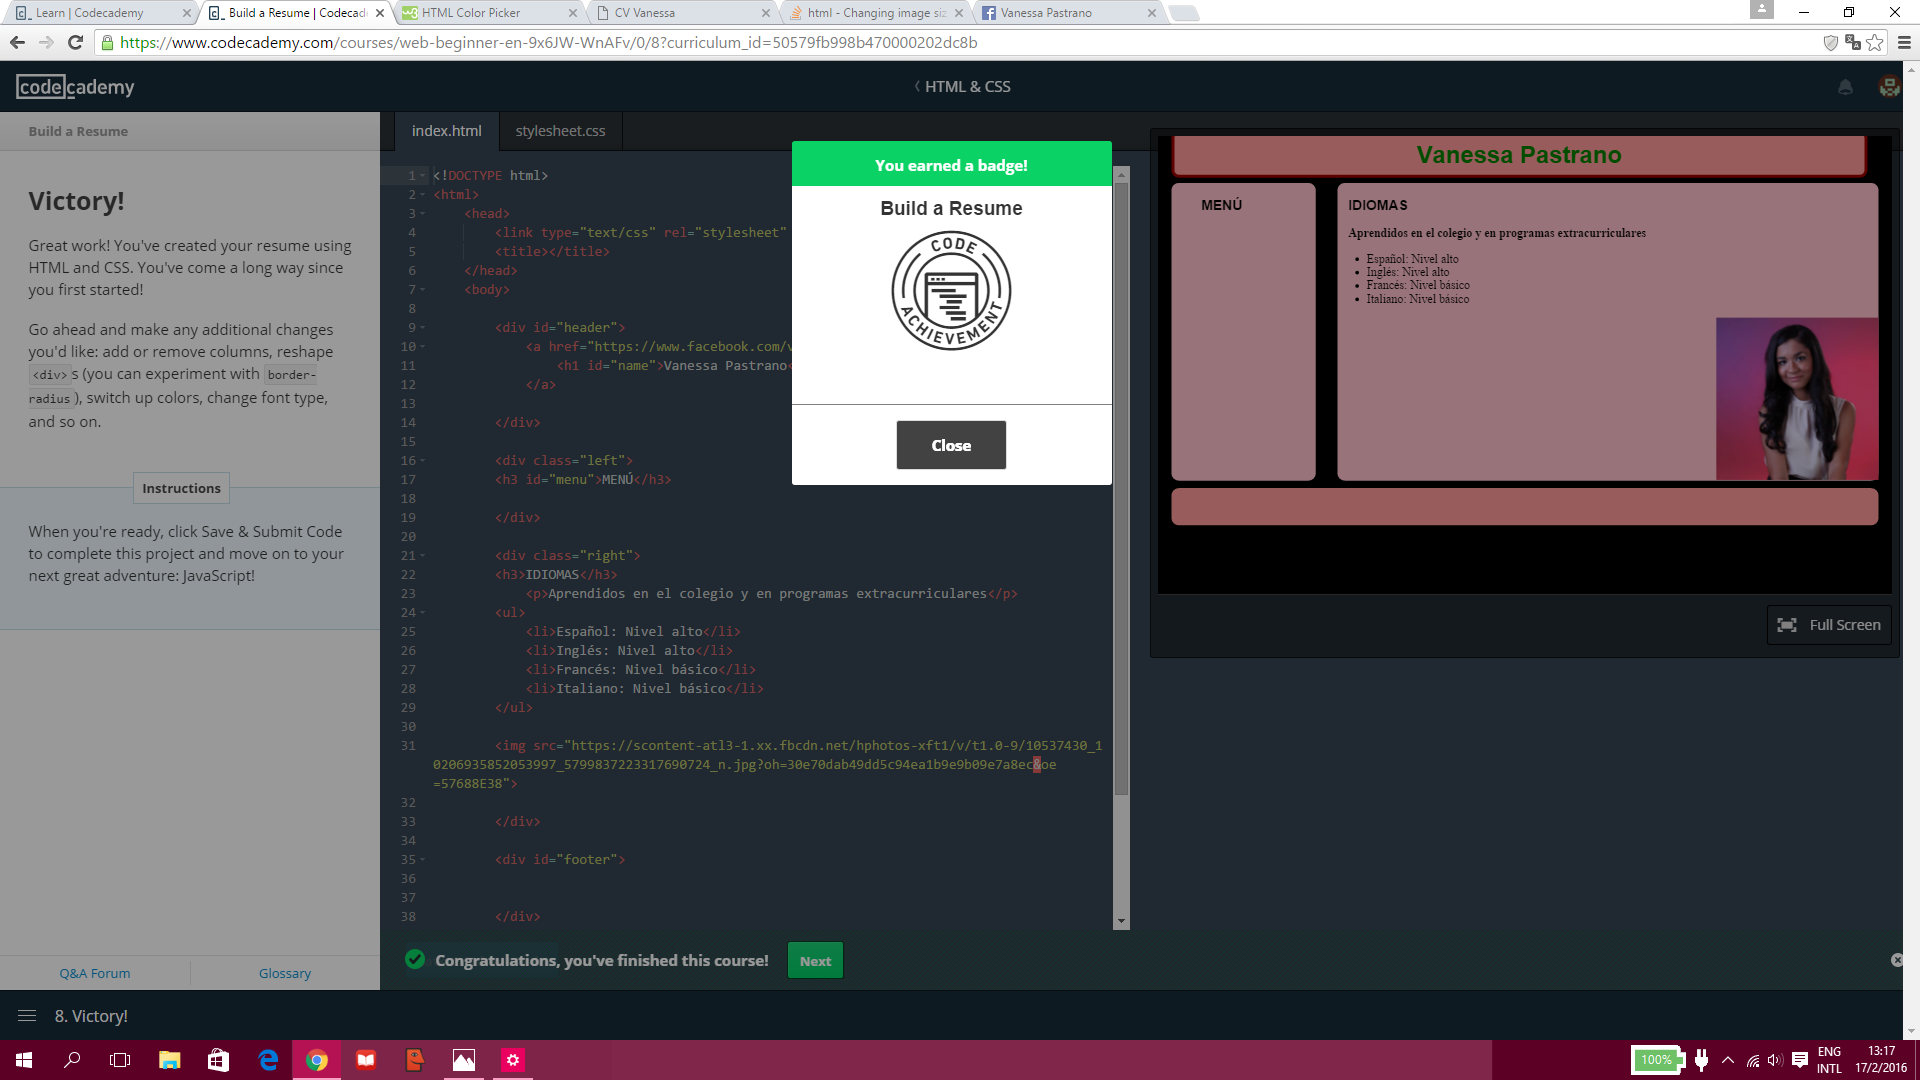 Learn | Codecademy
Build a Resume | Codecad
HTML Color Picker
CV Vanessa
html - Changing image siz
Vanessa Pastrano
https://www.codecademy.com/courses/web-beginner-en-9x6JW-WnAFv/0/8?curriculum_id=50579fb998b470000202dc8b
codecademy
HTML & CSS
Build a Resume
Victory!
Great work! You've created your resume using
HTML and CSS. You've come a long way since
you first started!
Go ahead and make any additional changes
you'd like: add or remove columns, reshape
<div>s (you can experiment with border-
radius), switch up colors, change font type,
and so on.
Instructions
When you're ready, click Save & Submit Code
to complete this project and move on to your
next great adventure: JavaScript!
Q&A Forum
Glossary
index.html
stylesheet.css
1 <!DOCTYPE html>
2 <html>
3 <head>
4 <link type="text/css" rel="stylesheet"
5 <title></title>
6 </head>
7 <body>
8
9 <div id="header">
10 <a href="https://www.facebook.com/v
11 <h1 id="name">Vanessa Pastrano<
12 </a>
13
14 </div>
15
16 <div class="left">
17 <h3 id="menu">MENÚ</h3>
18
19 </div>
20
21 <div class="right">
22 <h3>IDIOMAS</h3>
23 <p>Aprendidos en el colegio y en programas extracurriculares</p>
24 <ul>
25 <li>Español: Nivel alto</li>
26 <li>Inglés: Nivel alto</li>
27 <li>Francés: Nivel básico</li>
28 <li>Italiano: Nivel básico</li>
29 </ul>
30
31 <img src="https://scontent-atl3-1.xx.fbcdn.net/hphotos-xft1/v/t1.0-9/10537430_1
0206935852053997_5799837223317690724_n.jpg?oh=30e70dab49dd5c94ea1b9e9b09e7a8ec&oe
=57688E38">
32
33 </div>
34
35 <div id="footer">
36
37
38 </div>
You earned a badge!
Build a Resume
CODE
ACHIEVEMENT
Close
Vanessa Pastrano
MENÚ
IDIOMAS
Aprendidos en el colegio y en programas extracurriculares
Español: Nivel alto
Inglés: Nivel alto
Francés: Nivel básico
Italiano: Nivel básico
Full Screen
Congratulations, you've finished this course!
Next
8. Victory!
100%
ENG
INTL
13:17
17/2/2016